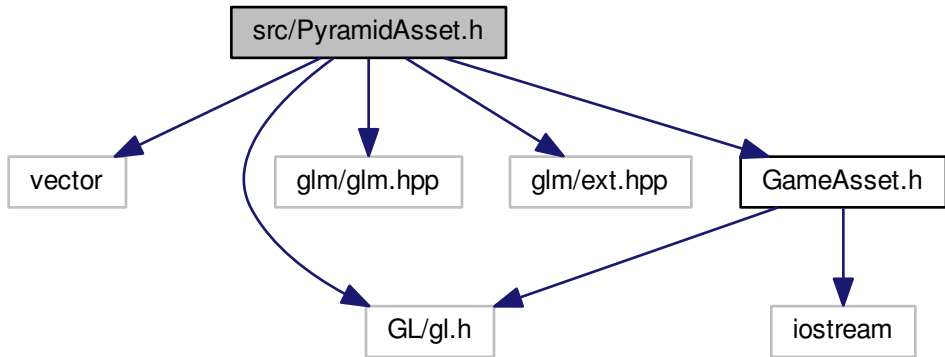 src/PyramidAsset.h
vector
glm/glm.hpp
glm/ext.hpp
GameAsset.h
GL/gl.h
iostream